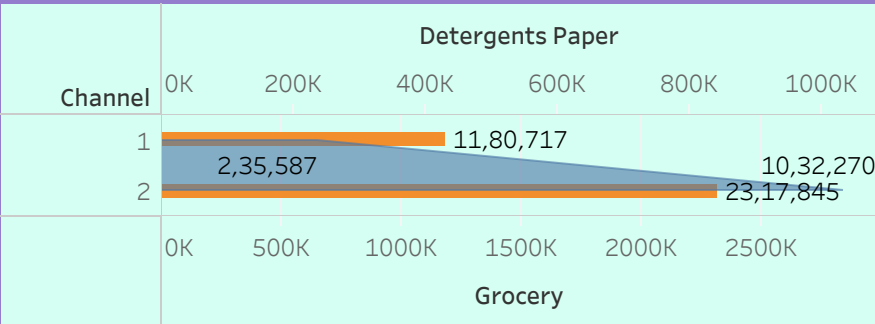 Detergents Paper
0K 200K 400K 600K 800K 1000K
Channel
1 11,80,717
2,35,587 10,32,270
2 23,17,845
0K 500K 1000K 1500K 2000K 2500K
Grocery